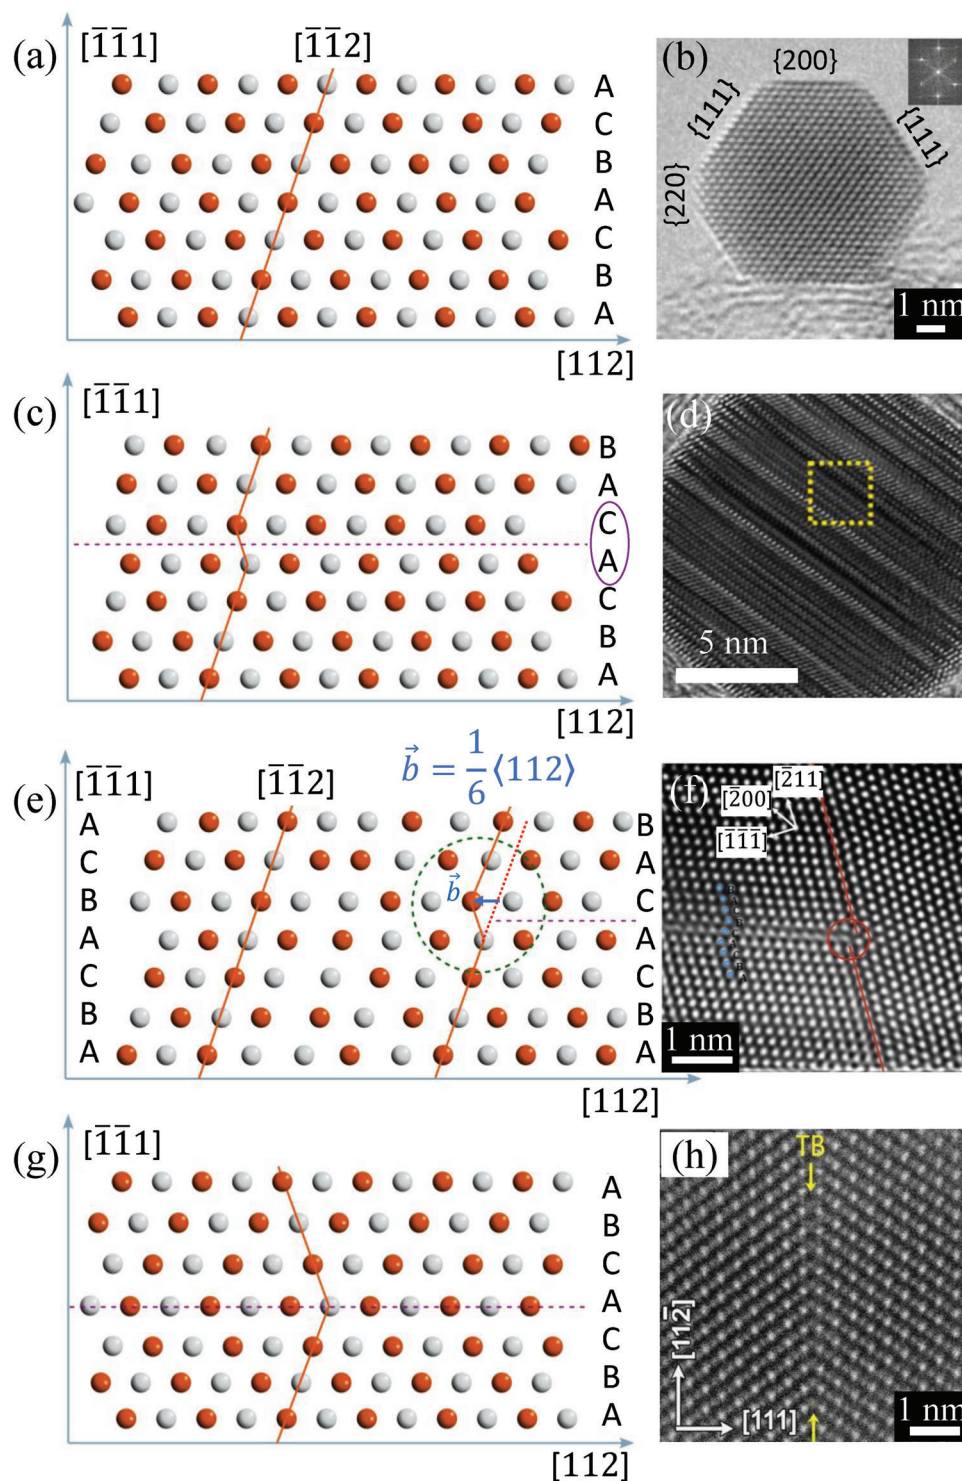 (a)
[1̅1̅1]
[1̅1̅2]
A
C
B
A
C
B
A
[112]
(b)
{200}
{111}
{111}
{220}
1 nm
(c)
[1̅1̅1]
B
A
C
A
C
B
A
[112]
(d)
5 nm
(e)
[1̅1̅1]
[1̅1̅2]
b⃗ = 1/6 ⟨112⟩
A
C
B
A
C
B
A
b⃗
B
A
C
A
C
B
A
[112]
(f)
[2̅11]
[2̅00]
[1̅1̅1̅]
1 nm
(g)
[1̅1̅1]
A
B
C
A
C
B
A
[112]
(h)
TB
[112̅]
[111]
1 nm